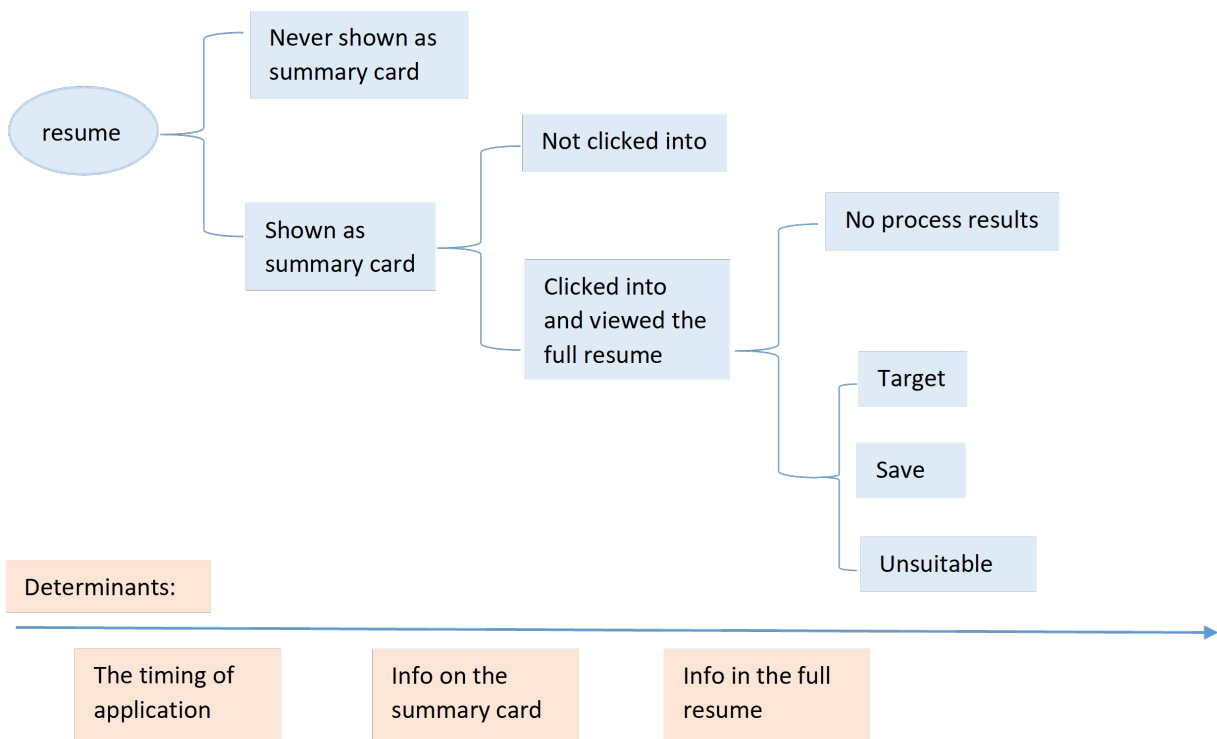 Never shown as
summary card
resume
Not clicked into
Shown as
summary card
No process results
Clicked into
and viewed the
full resume
Target
Save
Unsuitable
Determinants:
The timing of
application
Info on the
summary card
Info in the full
resume